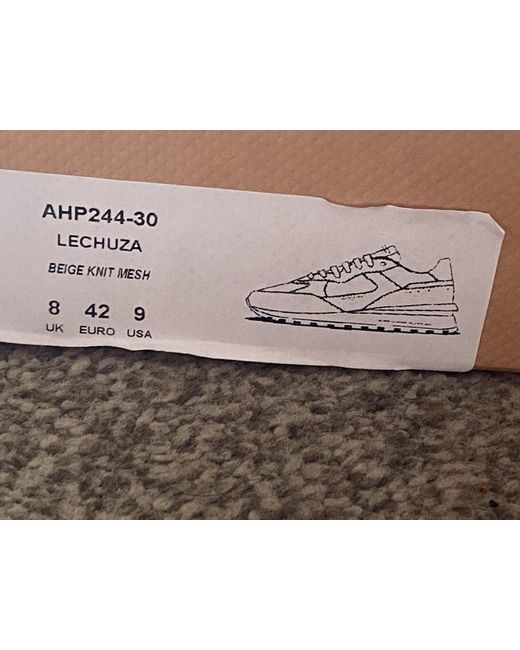 AHP244-30
LECHUZA
BEIGE KNIT MESH
8 42 9
UK EURO USA